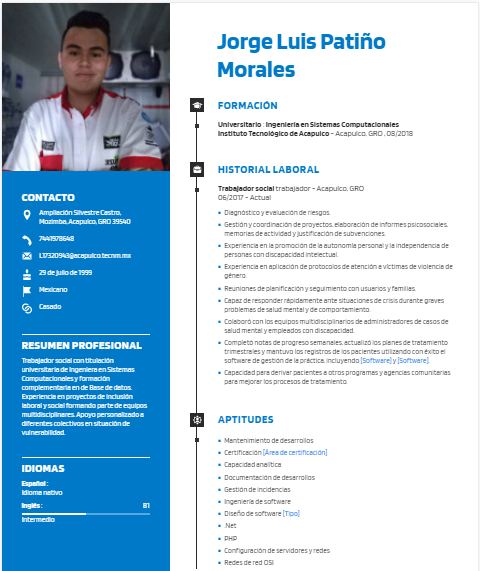 Jorge Luis Patiño
Morales
CONTACTO
Ampliación Silvestre Castro,
Mozimba, Acapulco, GRO 39540
7441978648
L17320943@acapulco.tecnm.mx
29 de julio de 1999
Mexicano
Casado
RESUMEN PROFESIONAL
Trabajador social con titulación
universitaria de Ingeniera en Sistemas
Computacionales y formación
complementaria en de Base de datos.
Experiencia en proyectos de inclusión
laboral y social formando parte de equipos
multidisciplinares. Apoyo personalizado a
diferentes colectivos en situación de
vulnerabilidad.
IDIOMAS
Español :
Idioma nativo
Inglés : B1
Intermedio
FORMACIÓN
Universitario : Ingeniería en Sistemas Computacionales
Instituto Tecnológico de Acapulco - Acapulco, GRO , 08/2018
HISTORIAL LABORAL
Trabajador social trabajador - Acapulco, GRO
06/2017 - Actual
Diagnóstico y evaluación de riesgos.
Gestión y coordinación de proyectos, elaboración de informes psicosociales,
memorias de actividad y justificación de subvenciones.
Experiencia en la promoción de la autonomía personal y la independencia de
personas con discapacidad intelectual.
Experiencia en aplicación de protocolos de atención a víctimas de violencia de
género.
Reuniones de planificación y seguimiento con usuarios y familias.
Capaz de responder rápidamente ante situaciones de crisis durante graves
problemas de salud mental y de comportamiento.
Colaboró con los equipos multidisciplinarios de administradores de casos de
salud mental y empleados con discapacidad.
Completó notas de progreso semanales, actualizó los planes de tratamiento
trimestrales y mantuvo los registros de los pacientes utilizando con éxito el
software de gestión de la práctica, incluyendo [Software] y [Software].
Capacidad para derivar pacientes a otros programas y agencias comunitarias
para mejorar los procesos de tratamiento.
APTITUDES
Mantenimiento de desarrollos
Certificación [Área de certificación]
Capacidad analítica
Documentación de desarrollos
Gestión de incidencias
Ingeniería de software
Diseño de software [Tipo]
.Net
PHP
Configuración de servidores y redes
Redes de red OSI